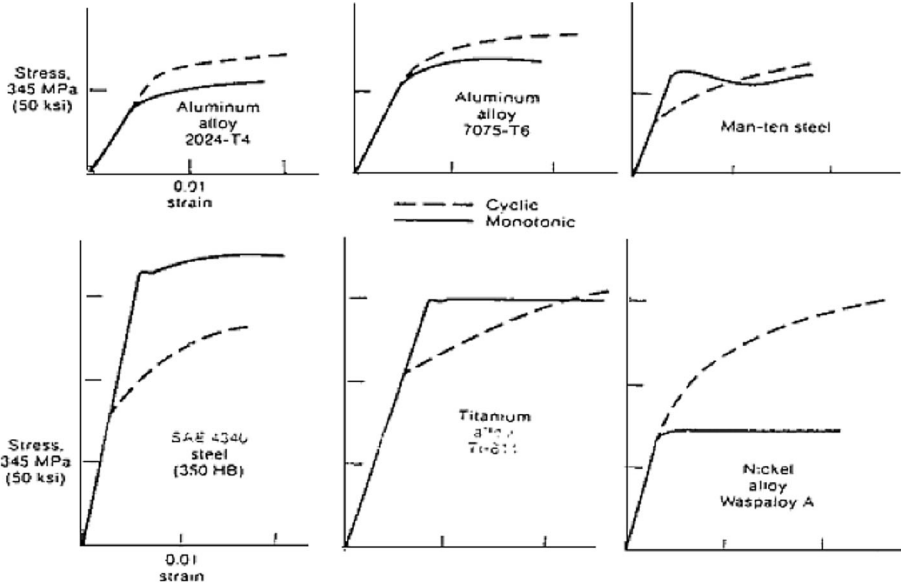 Stress,
345 MPa
(50 ksi)
Aluminum
alloy
2024-T4
0.01
strain
Aluminum
alloy
7075-T6
Man-ten steel
Cyclic
Monotonic
Stress,
345 MPa
(50 ksi)
SAE 4340
steel
(350 HB)
0.01
strain
Titanium
Nickel
alloy
Waspaloy A